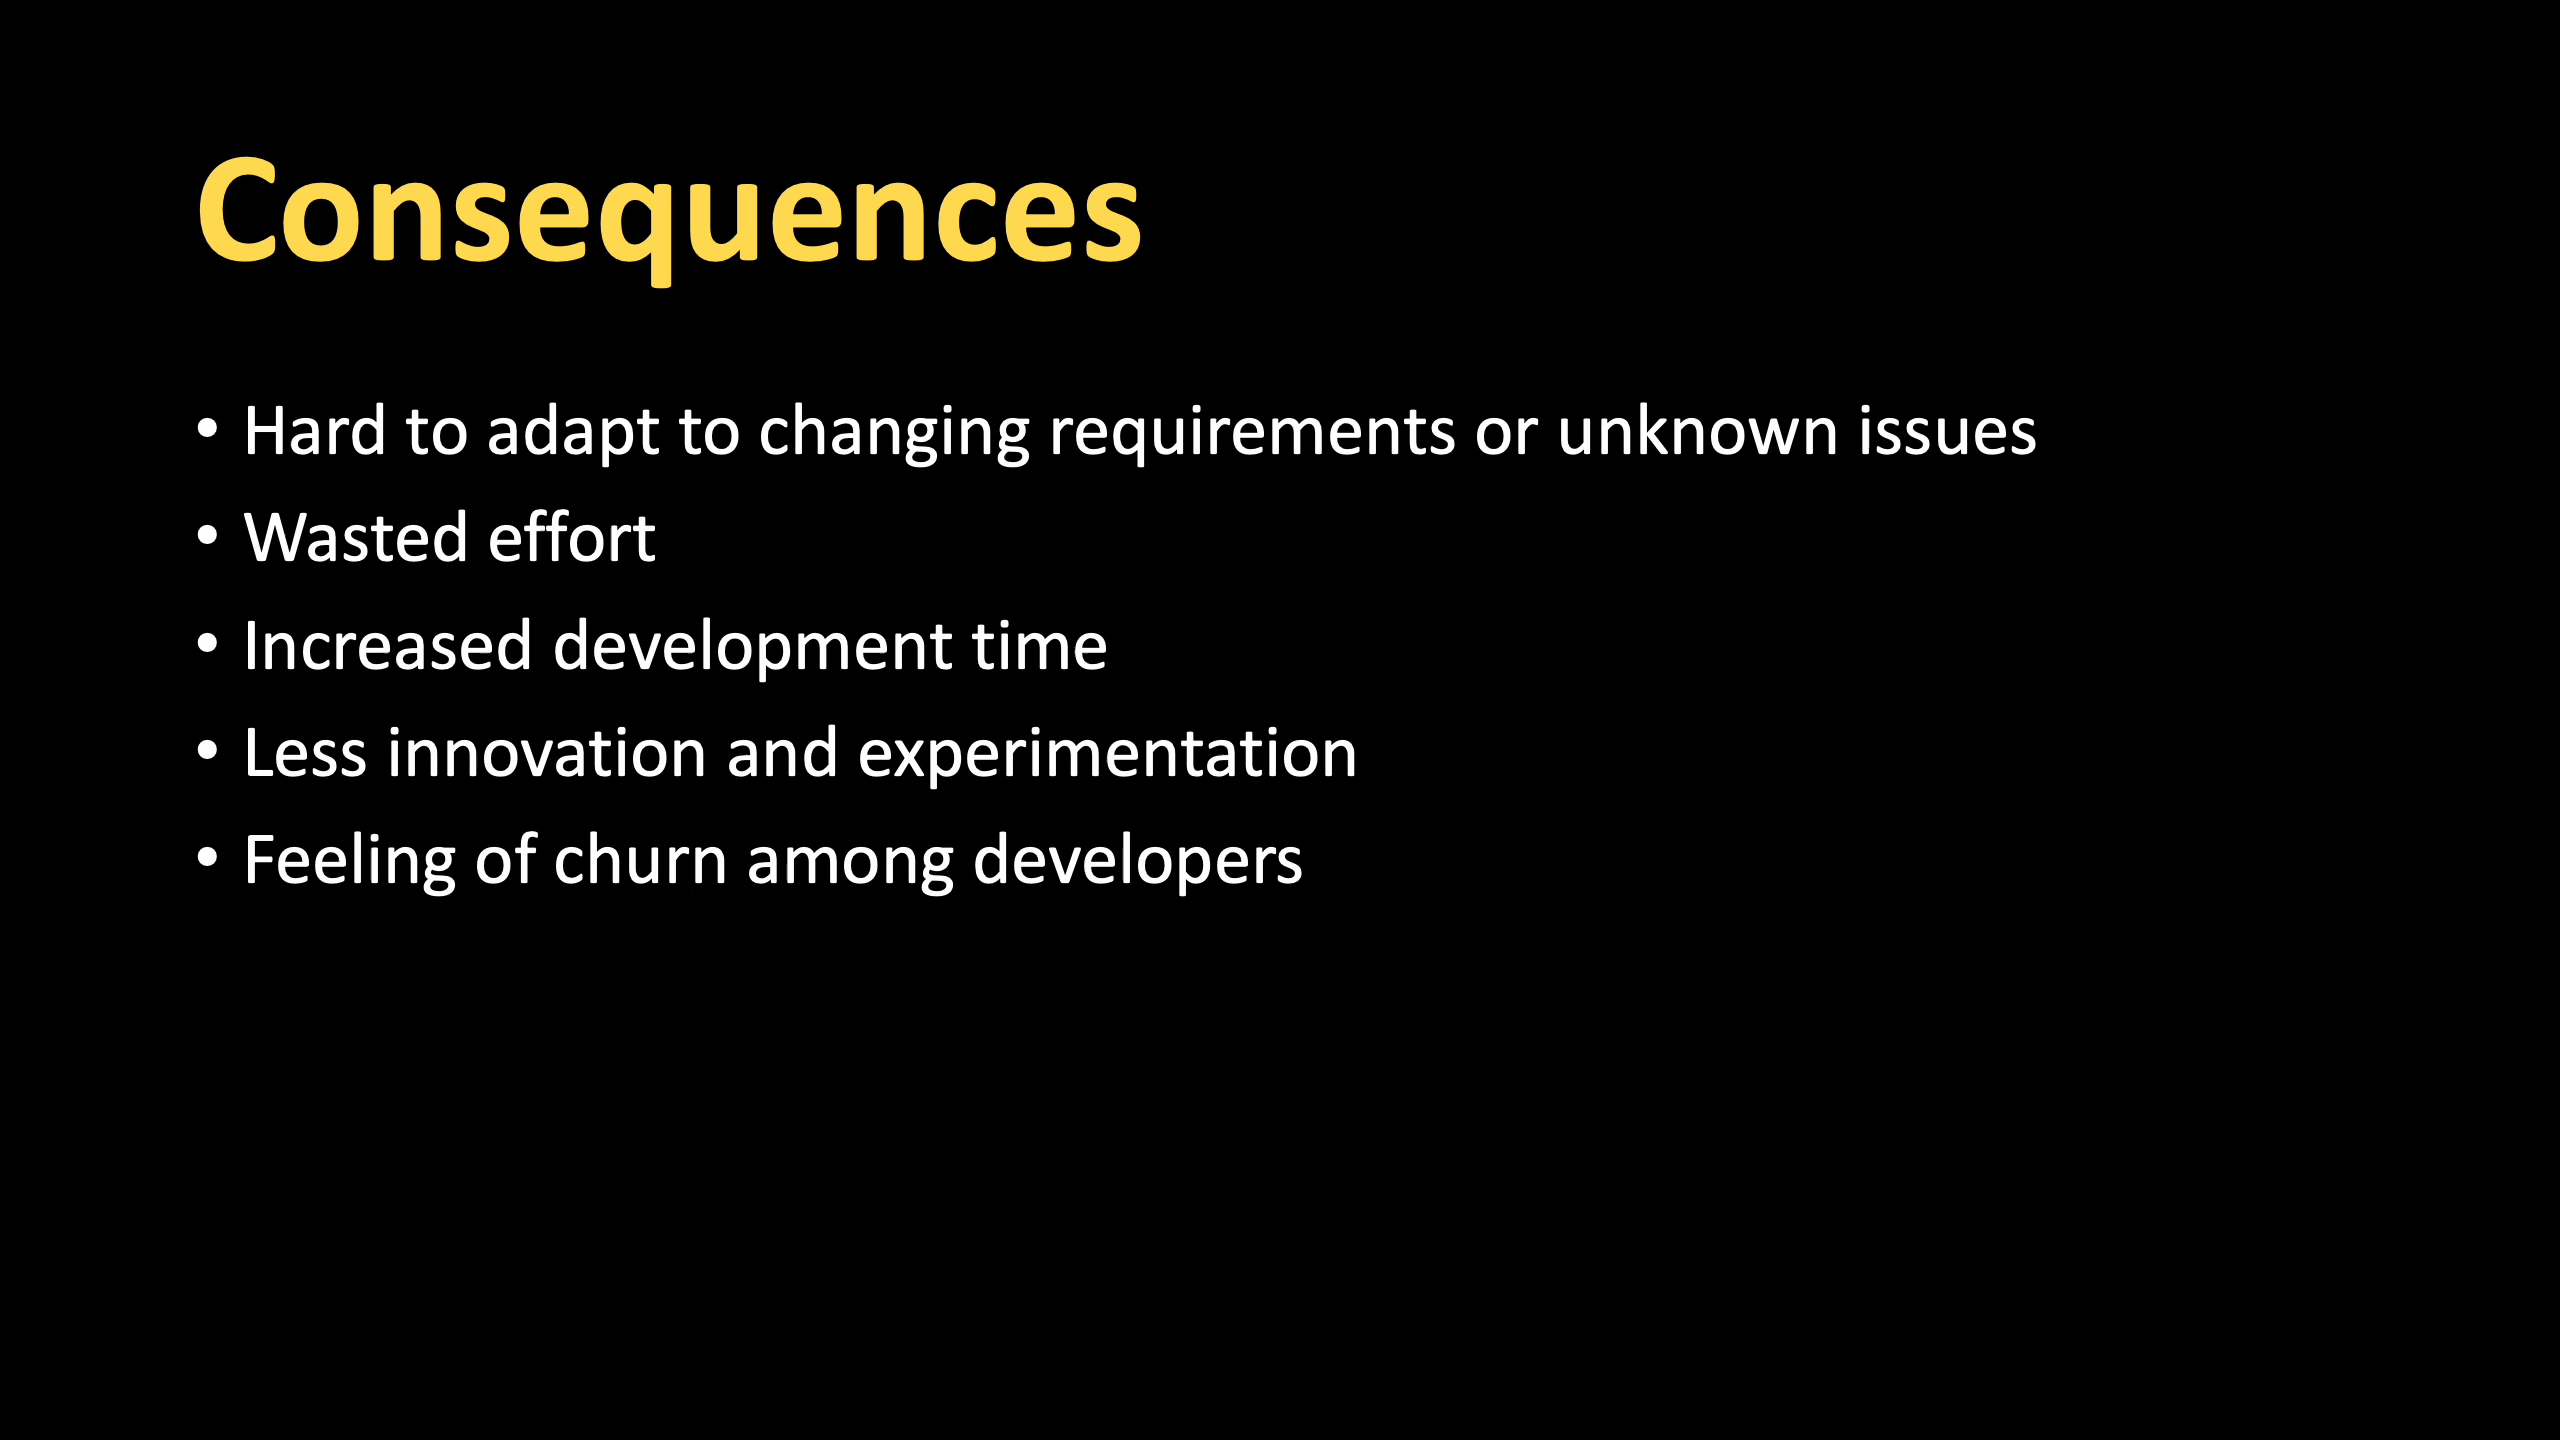 Consequences
• Hard to adapt to changing requirements or unknown issues
• Wasted effort
• Increased development time
• Less innovation and experimentation
• Feeling of churn among developers